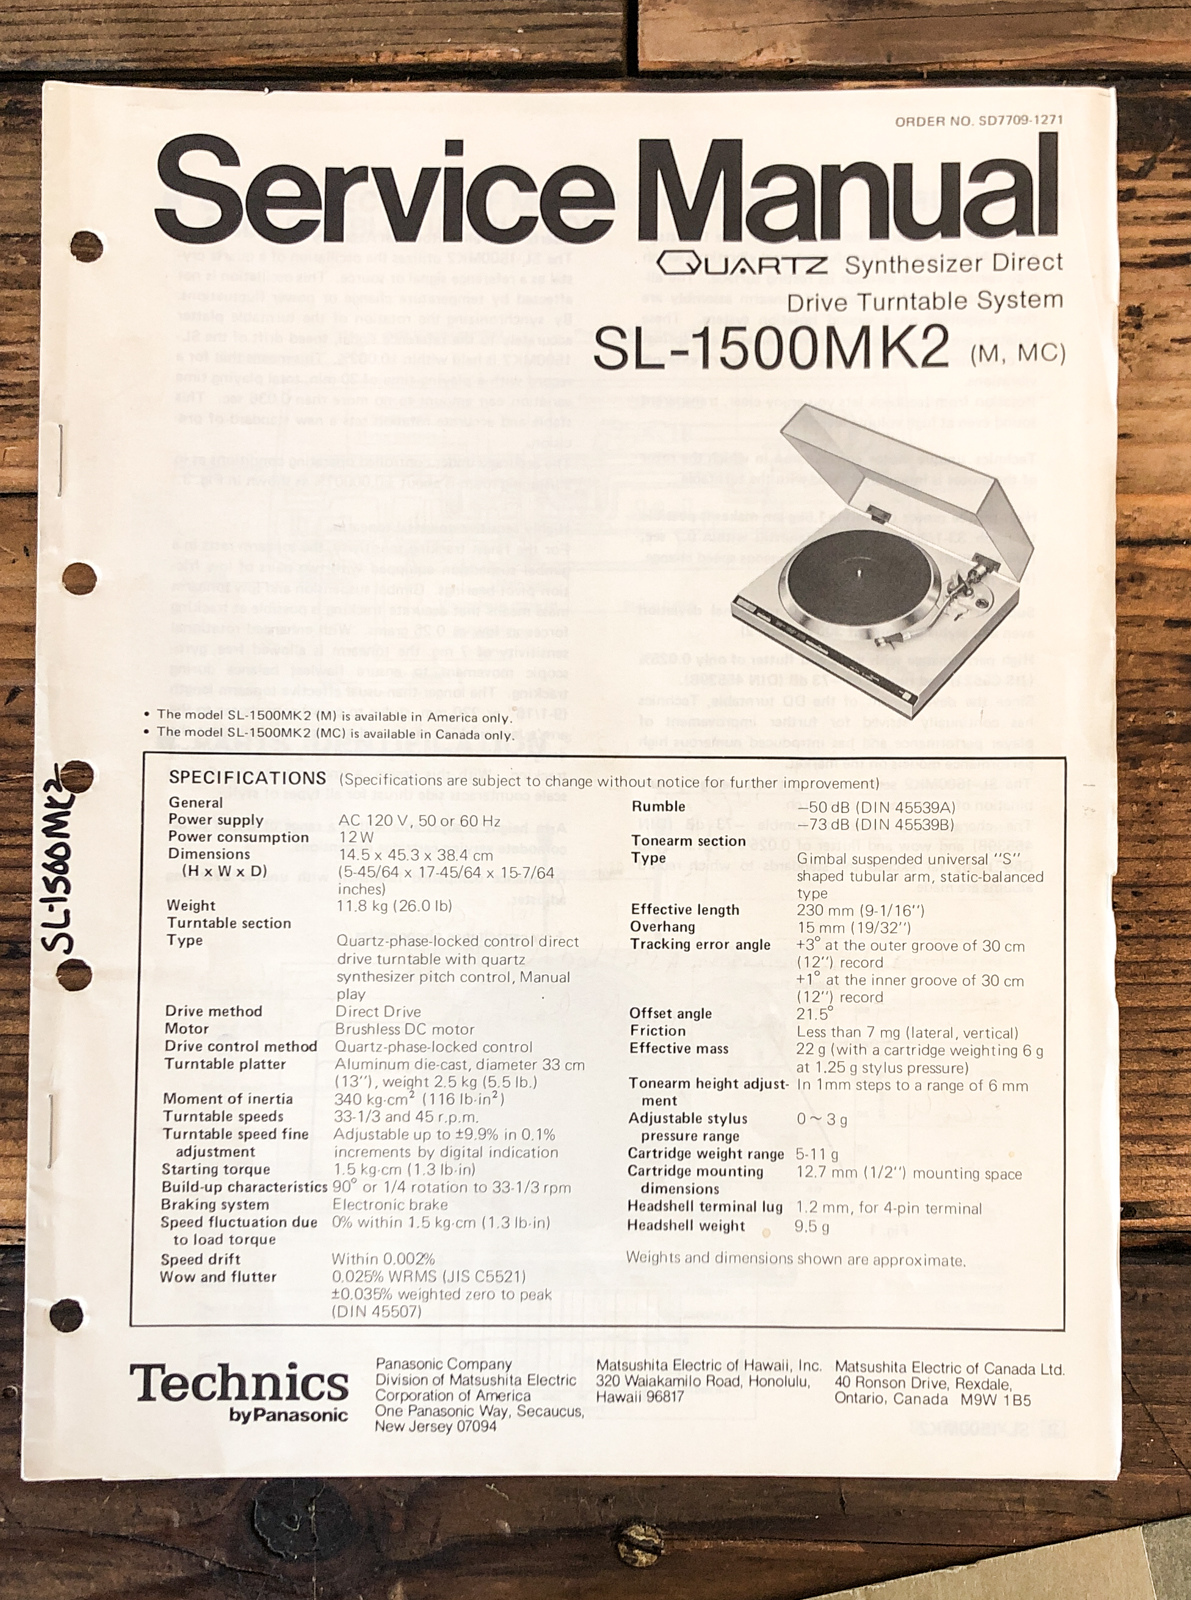 ORDER NO. SD7709-1271
Service Manual
QUARTZ Synthesizer Direct
Drive Turntable System
SL-1500MK2 (M, MC)
• The model SL-1500MK2 (M) is available in America only.
• The model SL-1500MK2 (MC) is available in Canada only.
SL-1500MK2
SPECIFICATIONS (Specifications are subject to change without notice for further improvement)
General
Power supply AC 120 V, 50 or 60 Hz
Power consumption 12 W
Dimensions 14.5 x 45.3 x 38.4 cm
(H x W x D) (5-45/64 x 17-45/64 x 15-7/64
inches)
Weight 11.8 kg (26.0 lb)
Turntable section
Type Quartz-phase-locked control direct
drive turntable with quartz
synthesizer pitch control, Manual
play
Drive method Direct Drive
Motor Brushless DC motor
Drive control method Quartz-phase-locked control
Turntable platter Aluminum die-cast, diameter 33 cm
(13"), weight 2.5 kg (5.5 lb.)
Moment of inertia 340 kg·cm² (116 lb·in²)
Turntable speeds 33-1/3 and 45 r.p.m.
Turntable speed fine Adjustable up to ±9.9% in 0.1%
adjustment increments by digital indication
Starting torque 1.5 kg·cm (1.3 lb·in)
Build-up characteristics 90° or 1/4 rotation to 33-1/3 rpm
Braking system Electronic brake
Speed fluctuation due 0% within 1.5 kg·cm (1.3 lb·in)
to load torque
Speed drift Within 0.002%
Wow and flutter 0.025% WRMS (JIS C5521)
±0.035% weighted zero to peak
(DIN 45507)
Rumble −50 dB (DIN 45539A)
−73 dB (DIN 45539B)
Tonearm section
Type Gimbal suspended universal "S"
shaped tubular arm, static-balanced
type
Effective length 230 mm (9-1/16")
Overhang 15 mm (19/32")
Tracking error angle +3° at the outer groove of 30 cm
(12") record
+1° at the inner groove of 30 cm
(12") record
Offset angle 21.5°
Friction Less than 7 mg (lateral, vertical)
Effective mass 22 g (with a cartridge weighting 6 g
at 1.25 g stylus pressure)
Tonearm height adjust- In 1mm steps to a range of 6 mm
ment
Adjustable stylus 0 ~ 3 g
pressure range
Cartridge weight range 5-11 g
Cartridge mounting 12.7 mm (1/2") mounting space
dimensions
Headshell terminal lug 1.2 mm, for 4-pin terminal
Headshell weight 9.5 g
Weights and dimensions shown are approximate.
Technics
by Panasonic
Panasonic Company
Division of Matsushita Electric
Corporation of America
One Panasonic Way, Secaucus,
New Jersey 07094
Matsushita Electric of Hawaii, Inc.
320 Waiakamilo Road, Honolulu,
Hawaii 96817
Matsushita Electric of Canada Ltd.
40 Ronson Drive, Rexdale,
Ontario, Canada M9W 1B5